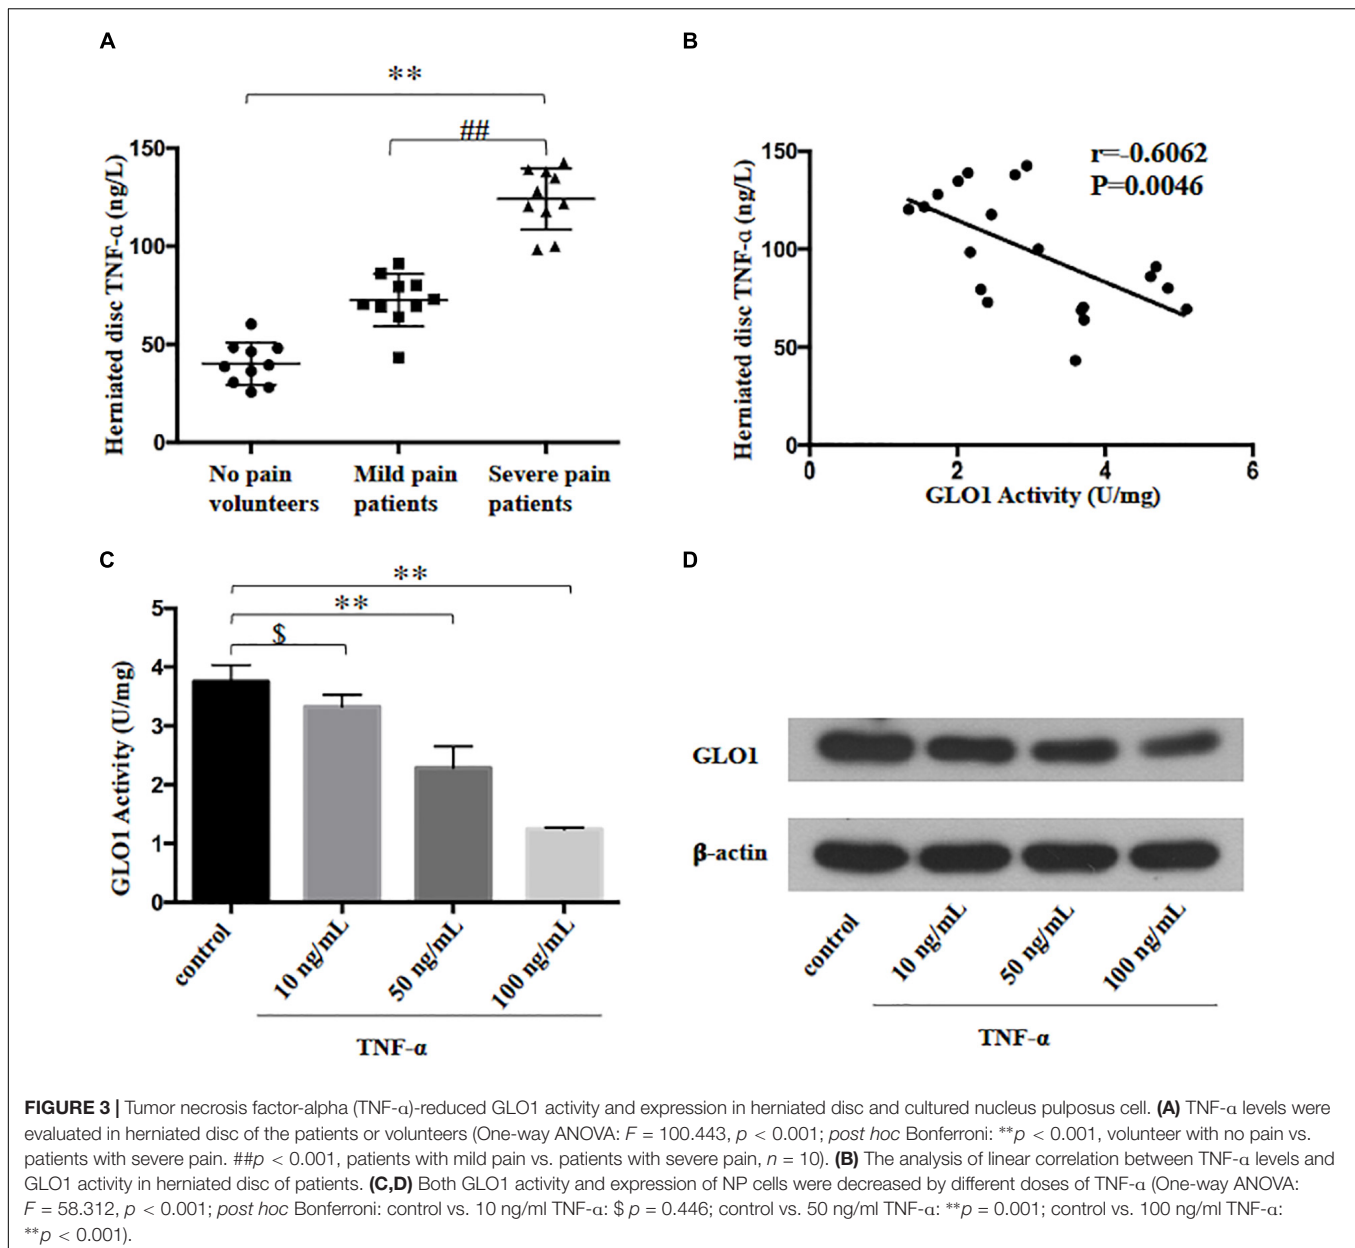 A
**
##
Herniated disc TNF-α (ng/L)
150
100
50
0
No pain
volunteers
Mild pain
patients
Severe pain
patients
B
r=-0.6062
P=0.0046
Herniated disc TNF-α (ng/L)
150
100
50
0
0 2 4 6
GLO1 Activity (U/mg)
C
**
**
$
GLO1 Activity (U/mg)
5
4
3
2
1
0
control
10 ng/mL
50 ng/mL
100 ng/mL
TNF-α
D
GLO1
β-actin
control
10 ng/mL
50 ng/mL
100 ng/mL
TNF-α
FIGURE 3 | Tumor necrosis factor-alpha (TNF-α)-reduced GLO1 activity and expression in herniated disc and cultured nucleus pulposus cell. (A) TNF-α levels were
evaluated in herniated disc of the patients or volunteers (One-way ANOVA: F = 100.443, p < 0.001; post hoc Bonferroni: **p < 0.001, volunteer with no pain vs.
patients with severe pain. ##p < 0.001, patients with mild pain vs. patients with severe pain, n = 10). (B) The analysis of linear correlation between TNF-α levels and
GLO1 activity in herniated disc of patients. (C,D) Both GLO1 activity and expression of NP cells were decreased by different doses of TNF-α (One-way ANOVA:
F = 58.312, p < 0.001; post hoc Bonferroni: control vs. 10 ng/ml TNF-α: $ p = 0.446; control vs. 50 ng/ml TNF-α: **p = 0.001; control vs. 100 ng/ml TNF-α:
**p < 0.001).